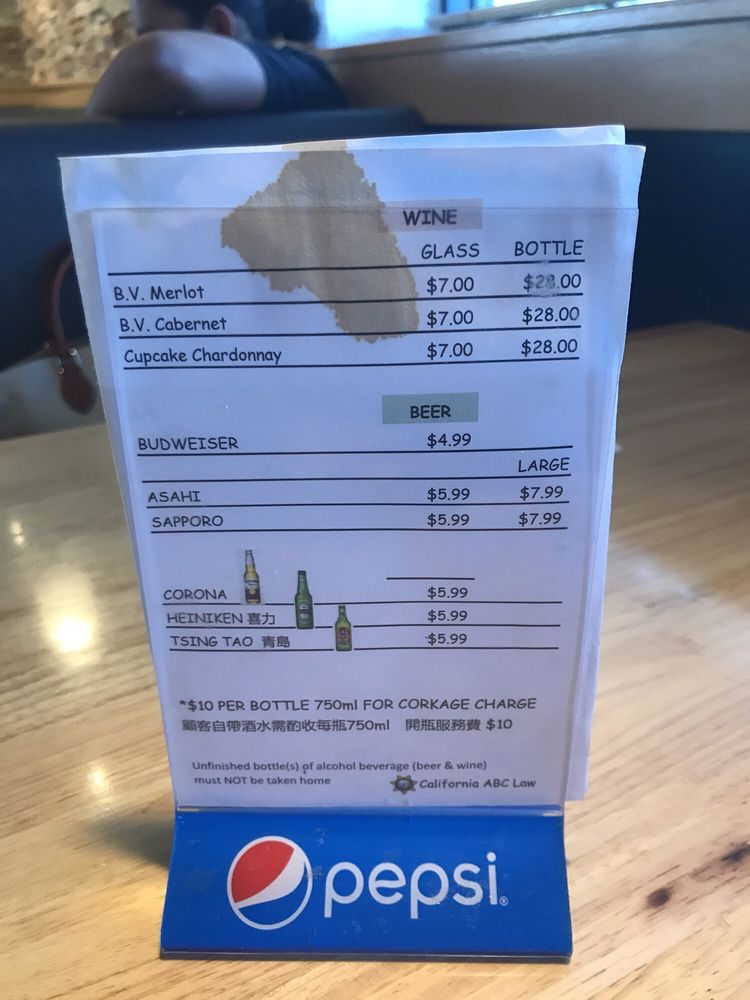 WINE
GLASS BOTTLE
B.V. Merlot $7.00 $28.00
B.V. Cabernet $7.00 $28.00
Cupcake Chardonnay $7.00 $28.00
BEER
BUDWEISER $4.99
LARGE
ASAHI $5.99 $7.99
SAPPORO $5.99 $7.99
CORONA $5.99
HEINIKEN 喜力 $5.99
TSING TAO 青島 $5.99
*$10 PER BOTTLE 750ml FOR CORKAGE CHARGE
顧客自帶酒水需酌收每瓶750ml 開瓶服務費 $10
Unfinished bottle(s) of alcohol beverage (beer & wine)
must NOT be taken home
California ABC Law
pepsi®